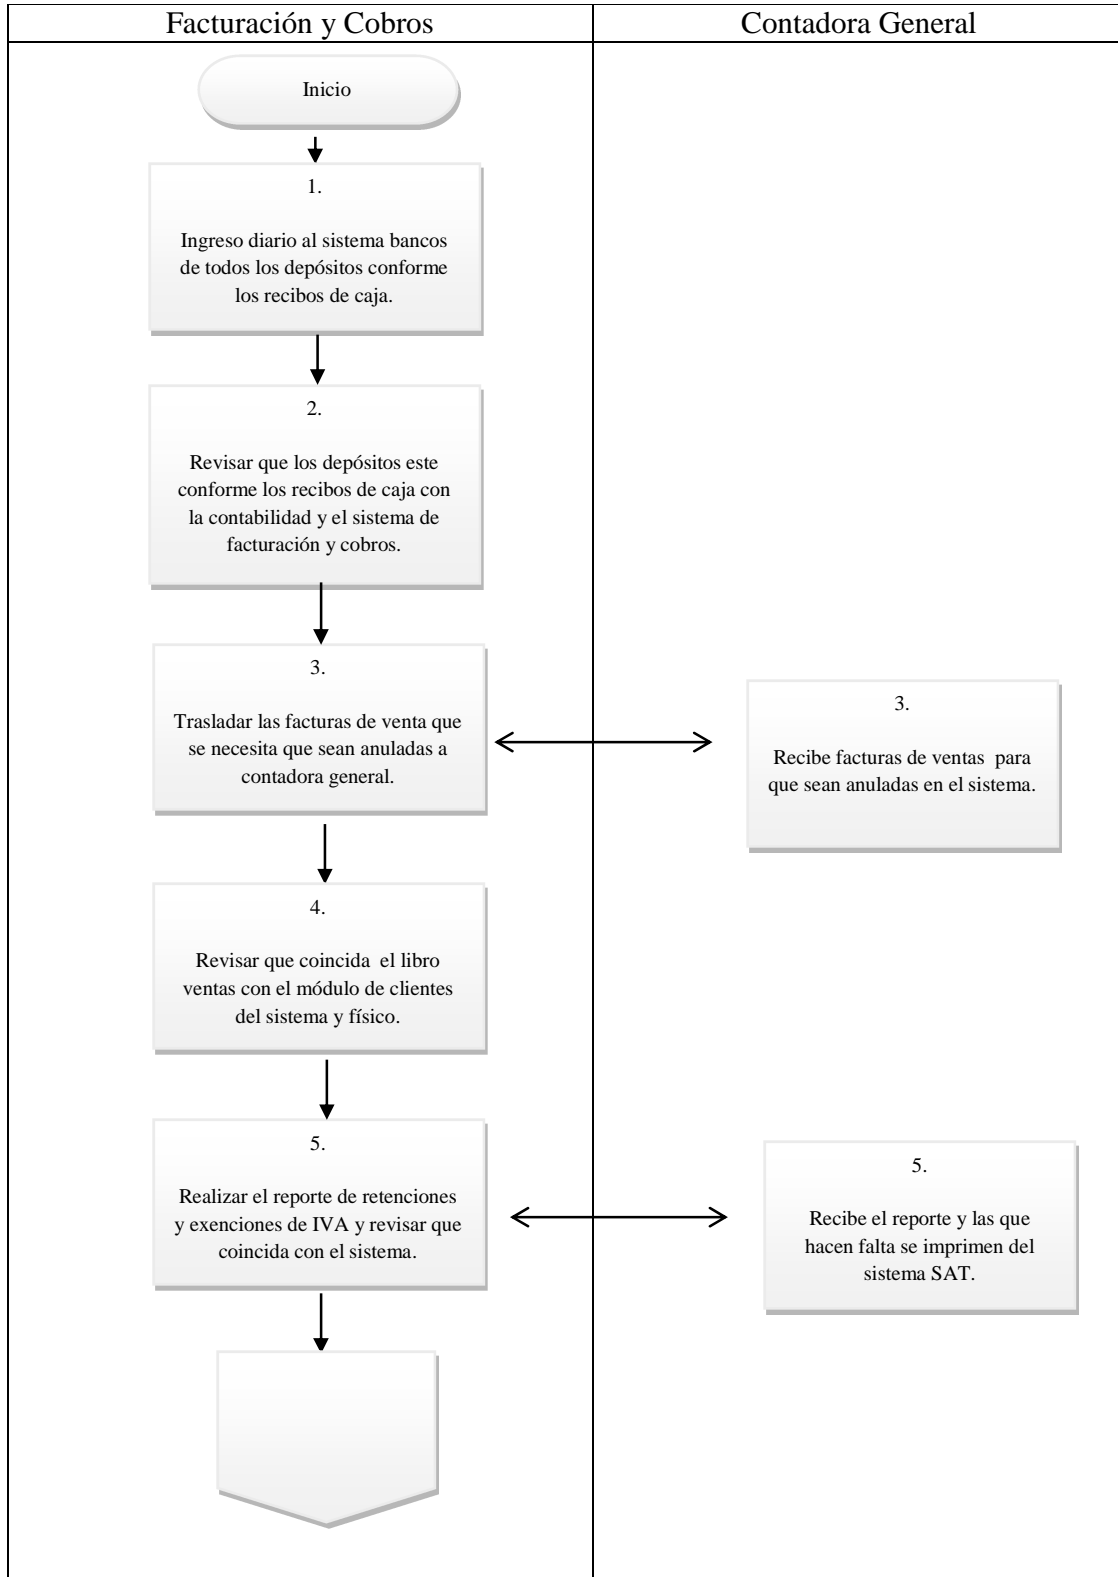 Facturación y Cobros
Contadora General
Inicio
1.
Ingreso diario al sistema bancos
de todos los depósitos conforme
los recibos de caja.
2.
Revisar que los depósitos este
conforme los recibos de caja con
la contabilidad y el sistema de
facturación y cobros.
3.
Trasladar las facturas de venta que
se necesita que sean anuladas a
contadora general.
3.
Recibe facturas de ventas  para
que sean anuladas en el sistema.
4.
Revisar que coincida  el libro
ventas con el módulo de clientes
del sistema y físico.
5.
Realizar el reporte de retenciones
y exenciones de IVA y revisar que
coincida con el sistema.
5.
Recibe el reporte y las que
hacen falta se imprimen del
sistema SAT.